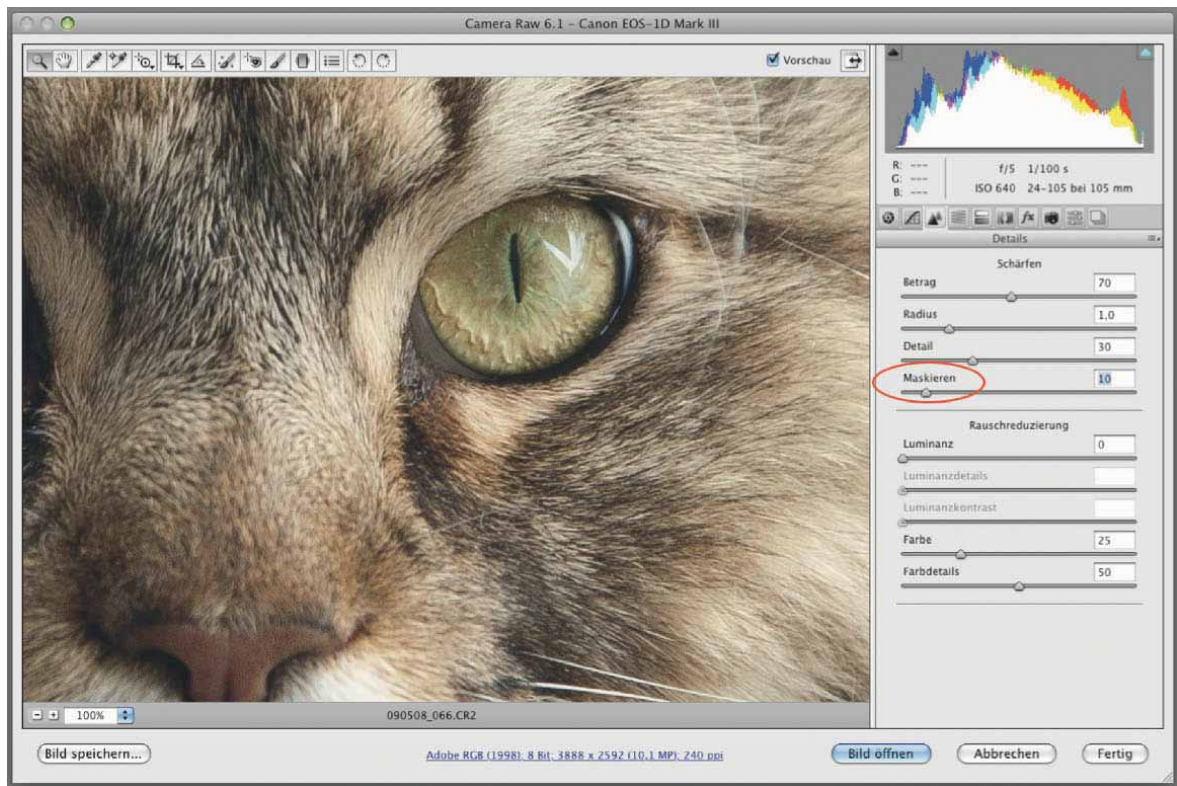 Camera Raw 6.1 – Canon EOS-1D Mark III
Vorschau
R: ---
G: ---
B: ---
f/5 1/100 s
ISO 640 24-105 bei 105 mm
fx
Details
Schärfen
Betrag 70
Radius 1,0
Detail 30
Maskieren 10
Rauschreduzierung
Luminanz 0
Luminanzdetails
Luminanzkontrast
Farbe 25
Farbdetails 50
100% 090508_066.CR2
Bild speichern... Adobe RGB (1998); 8 Bit; 3888 x 2592 (10,1 MP); 240 ppi Bild öffnen Abbrechen Fertig